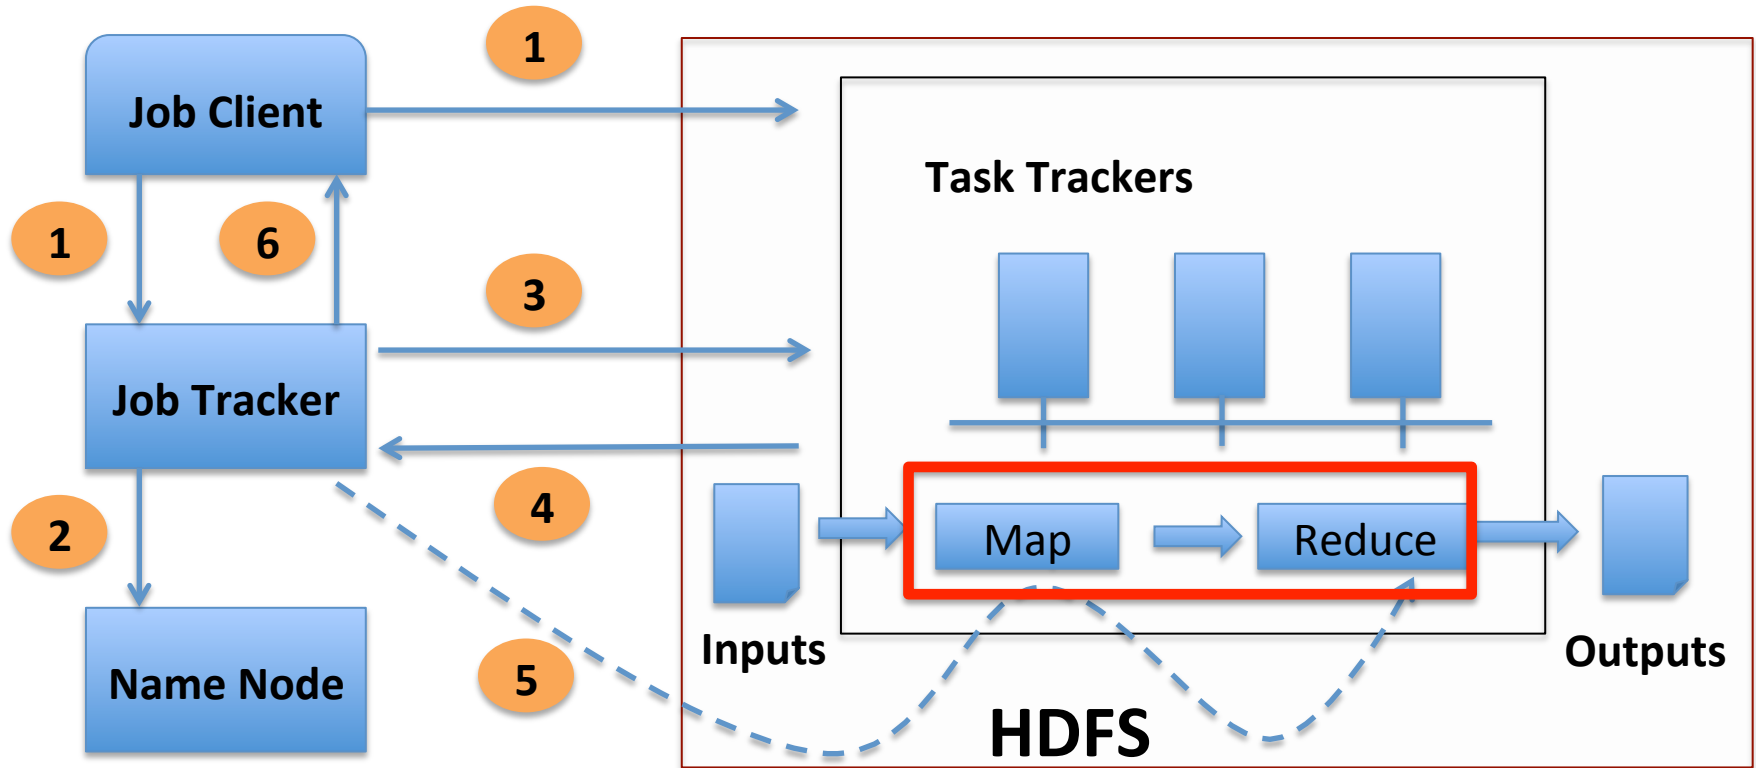 1
Job Client
Task Trackers
1
6
3
Job Tracker
4
2
Map
Reduce
Inputs
Outputs
5
Name Node
HDFS